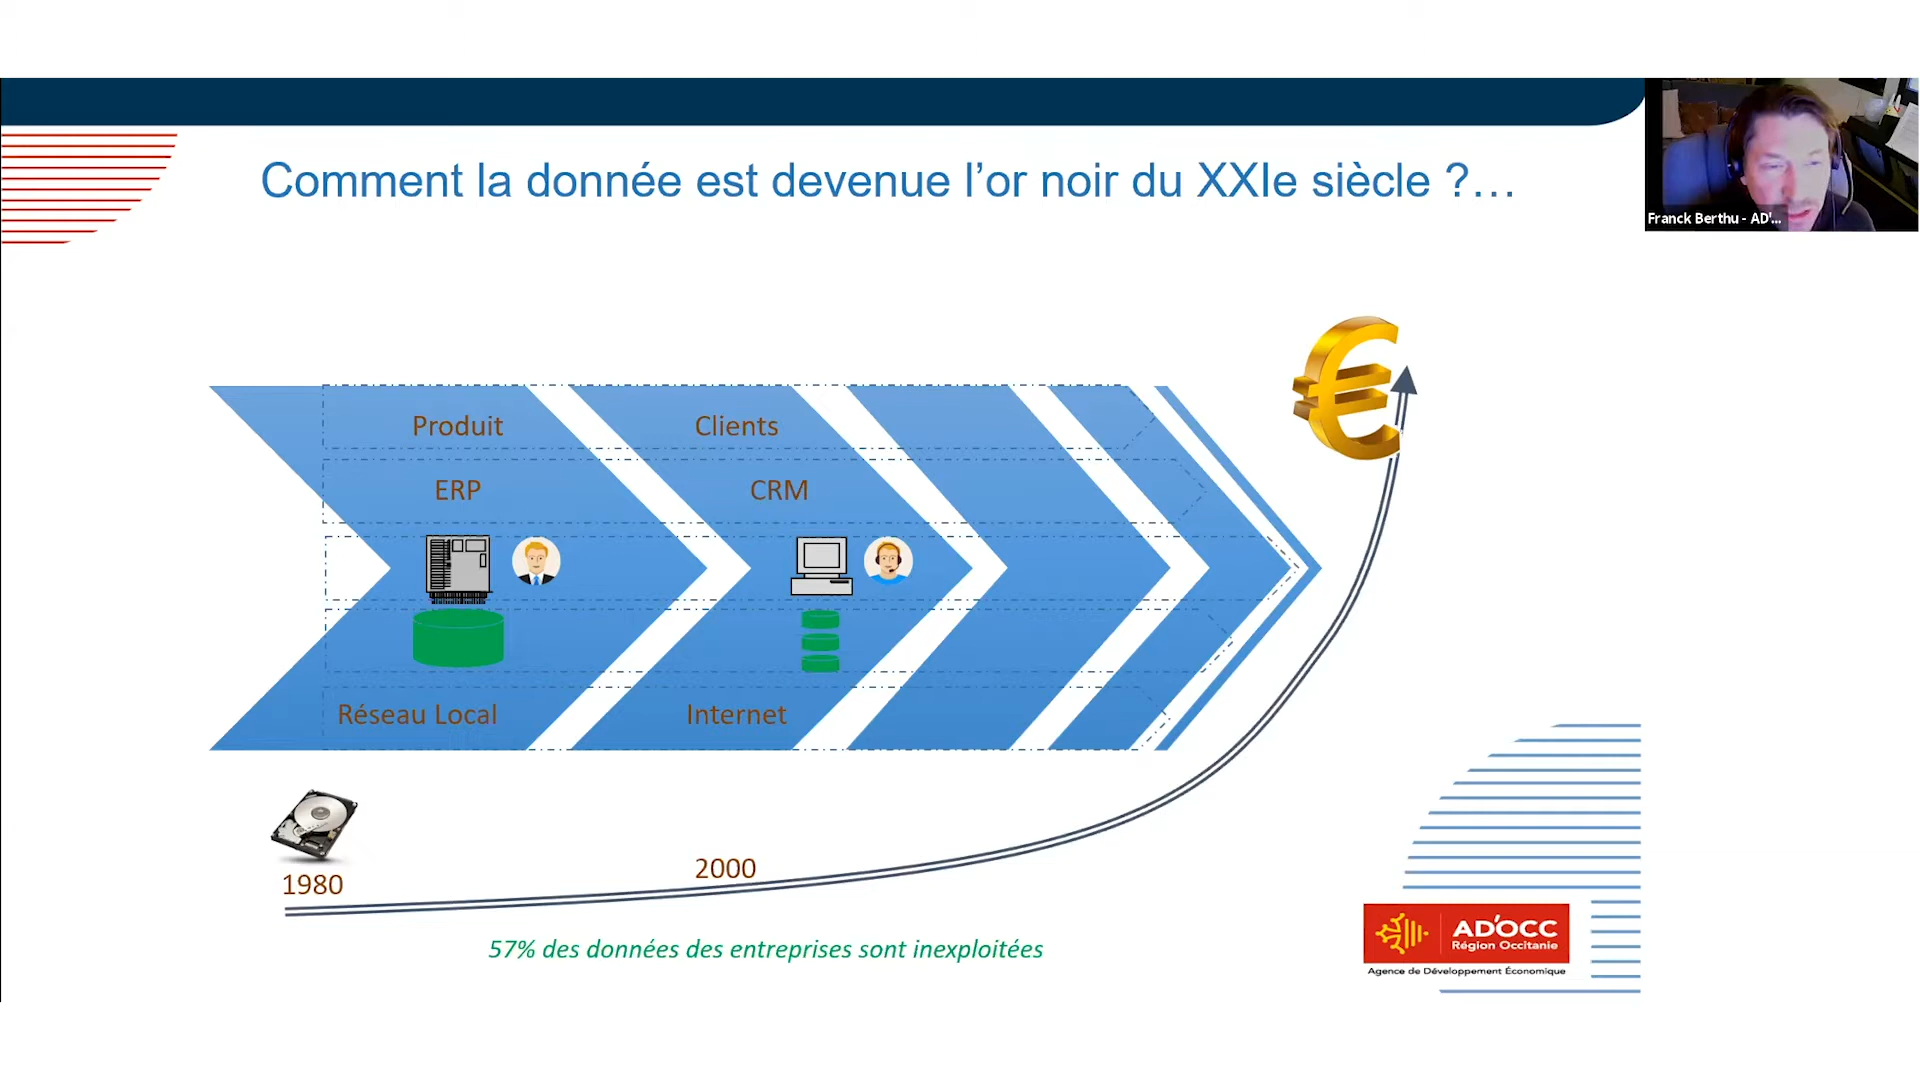 Comment la donnée est devenue l’or noir du XXIe siècle ?...
Franck Berthu - AD'...
Produit
Clients
ERP
CRM
Réseau Local
Internet
1980
2000
57% des données des entreprises sont inexploitées
AD'OCC
Région Occitanie
Agence de Développement Économique